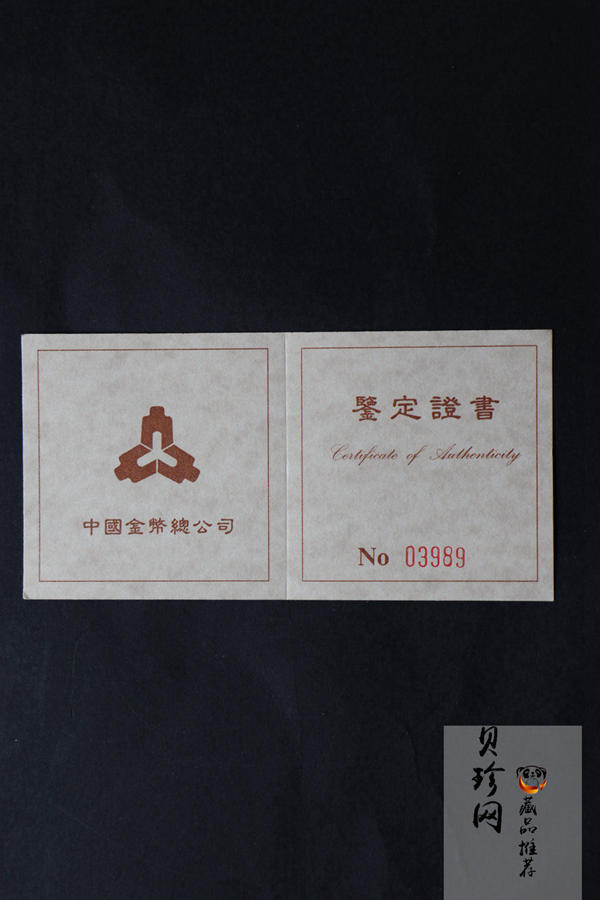 中國金幣總公司
鑒定證書
Certificate of Authenticity
No 03989
贝珍网
藏品推荐